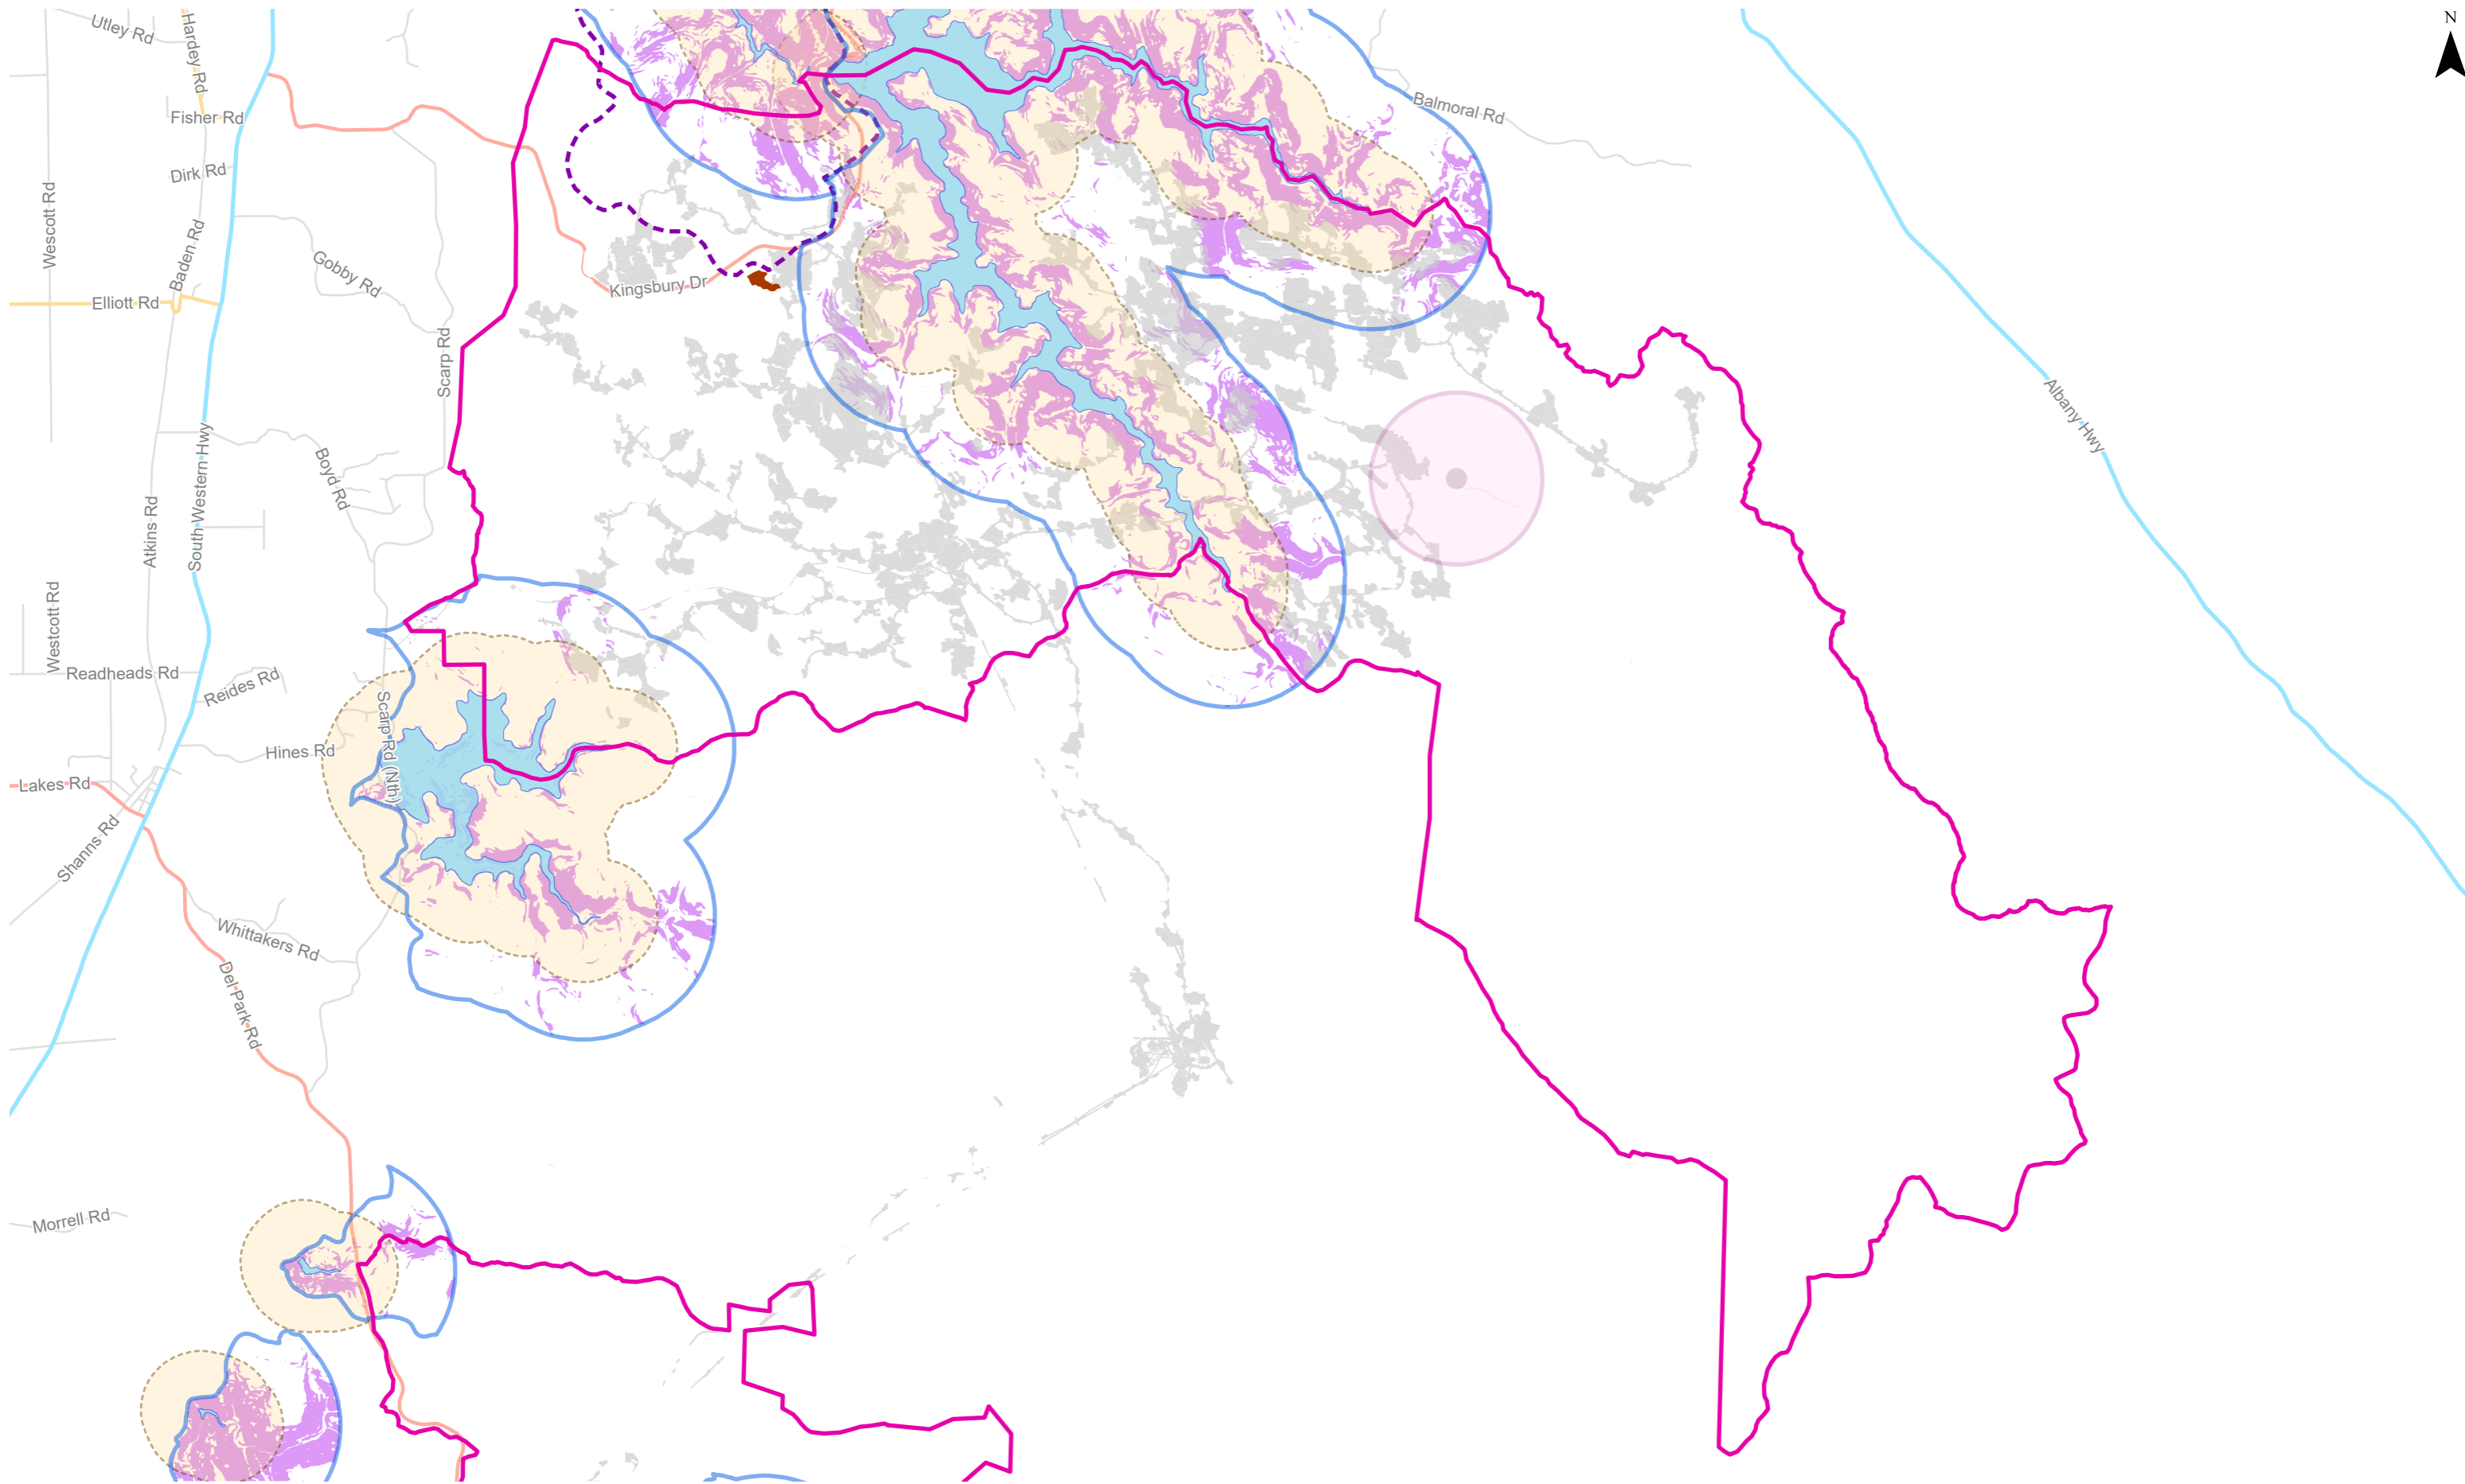 N
Utley Rd
Hardey Rd
Fisher Rd
Balmoral Rd
Dirk Rd
Wescott Rd
Baden Rd
Gobby Rd
Kingsbury Dr
Elliott Rd
Scarp Rd
Albany Hwy
Boyd Rd
South Western Hwy
Atkins Rd
Westcott Rd
Readheads Rd
Reides Rd
Scarp Rd (Nth)
Hines Rd
Lakes Rd
Shanns Rd
Whittakers Rd
Del Park Rd
Morrell Rd